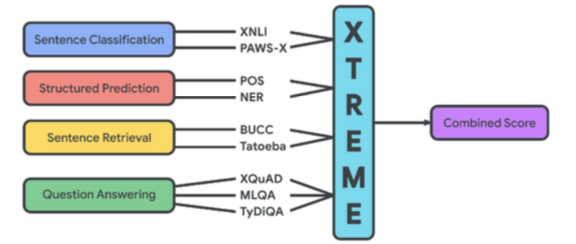 Sentence Classification
XNLI
PAWS-X
Structured Prediction
POS
NER
Sentence Retrieval
BUCC
Tatoeba
Question Answering
XQuAD
MLQA
TyDiQA
XTREME
Combined Score